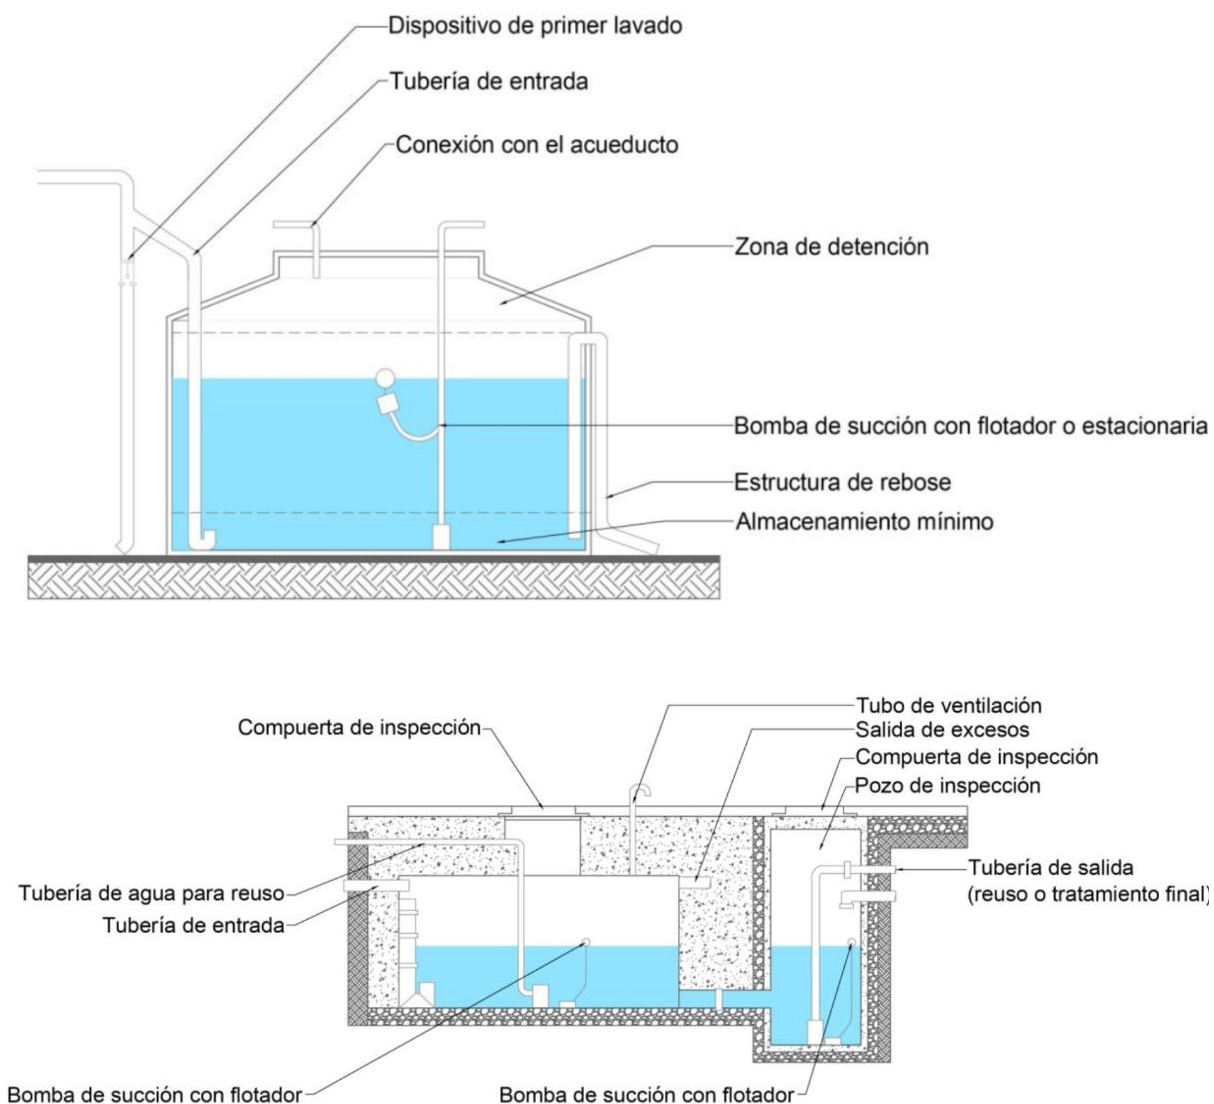 Dispositivo de primer lavado
Tubería de entrada
Conexión con el acueducto
Zona de detención
Bomba de succión con flotador o estacionaria
Estructura de rebose
Almacenamiento mínimo
Tubo de ventilación
Compuerta de inspección
Salida de excesos
Compuerta de inspección
Pozo de inspección
Tubería de agua para reuso
Tubería de entrada
Tubería de salida
(reuso o tratamiento final)
Bomba de succión con flotador
Bomba de succión con flotador